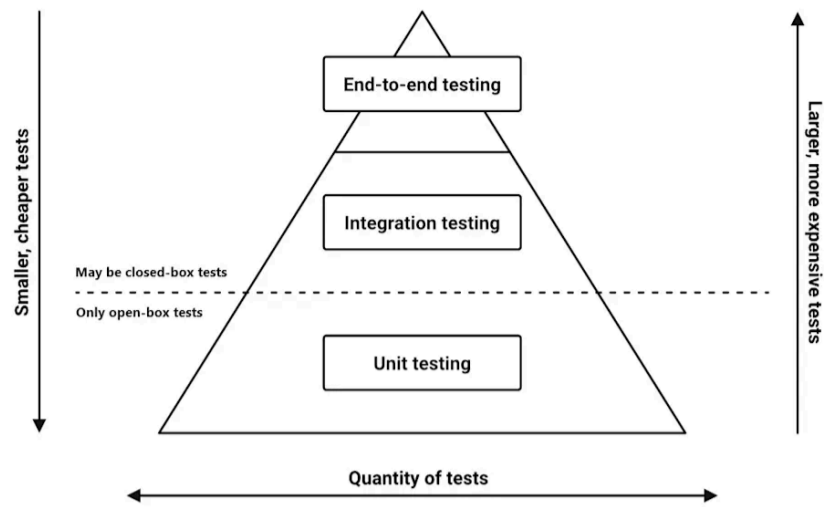 End-to-end testing
Smaller, cheaper tests
Larger, more expensive tests
Integration testing
May be closed-box tests
Only open-box tests
Unit testing
Quantity of tests